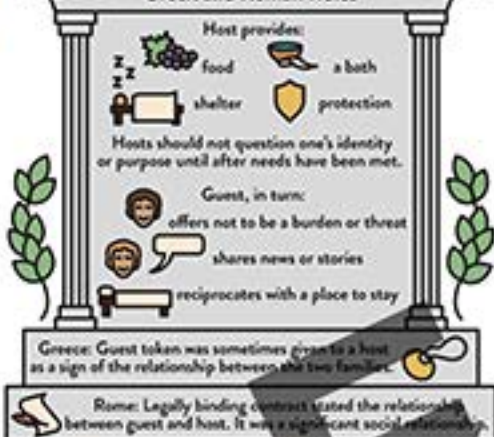 Host provides:
food
a bath
shelter
protection
Hosts should not question one's identity
or purpose until after needs have been met.
Guest, in turn:
offers not to be a burden or threat
shares news or stories
reciprocates with a place to stay
Greece: Guest token was sometimes given to a host
as a sign of the relationship between the two families.
Rome: Legally binding contract stated the relationship
between guest and host. It was a significant social relationship.